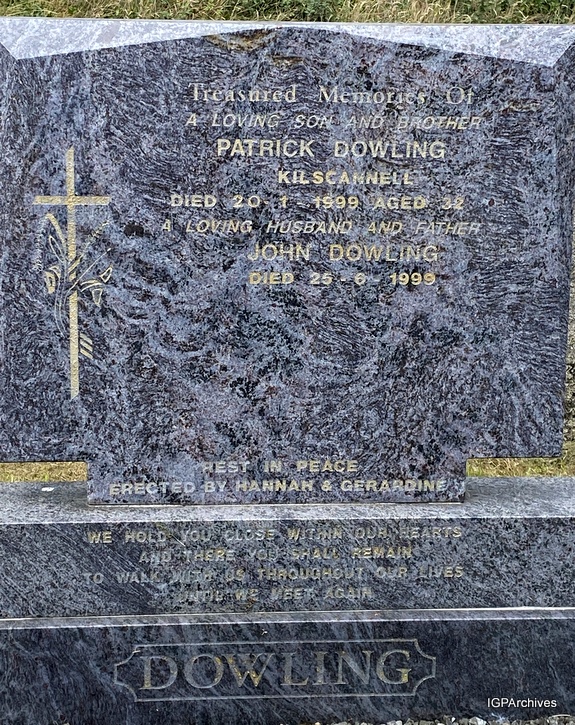 Treasured Memories Of
A LOVING SON AND BROTHER
PATRICK DOWLING
KILSCANNELL
DIED 20-1-1999 AGED 32
A LOVING HUSBAND AND FATHER
JOHN DOWLING
DIED 25-6-1999
REST IN PEACE
ERECTED BY HANNAH & GERARDINE
WE HOLD YOU CLOSE WITHIN OUR HEARTS
AND THERE YOU SHALL REMAIN
TO WALK WITH US THROUGHOUT OUR LIVES
UNTIL WE MEET AGAIN
DOWLING
IGPArchives